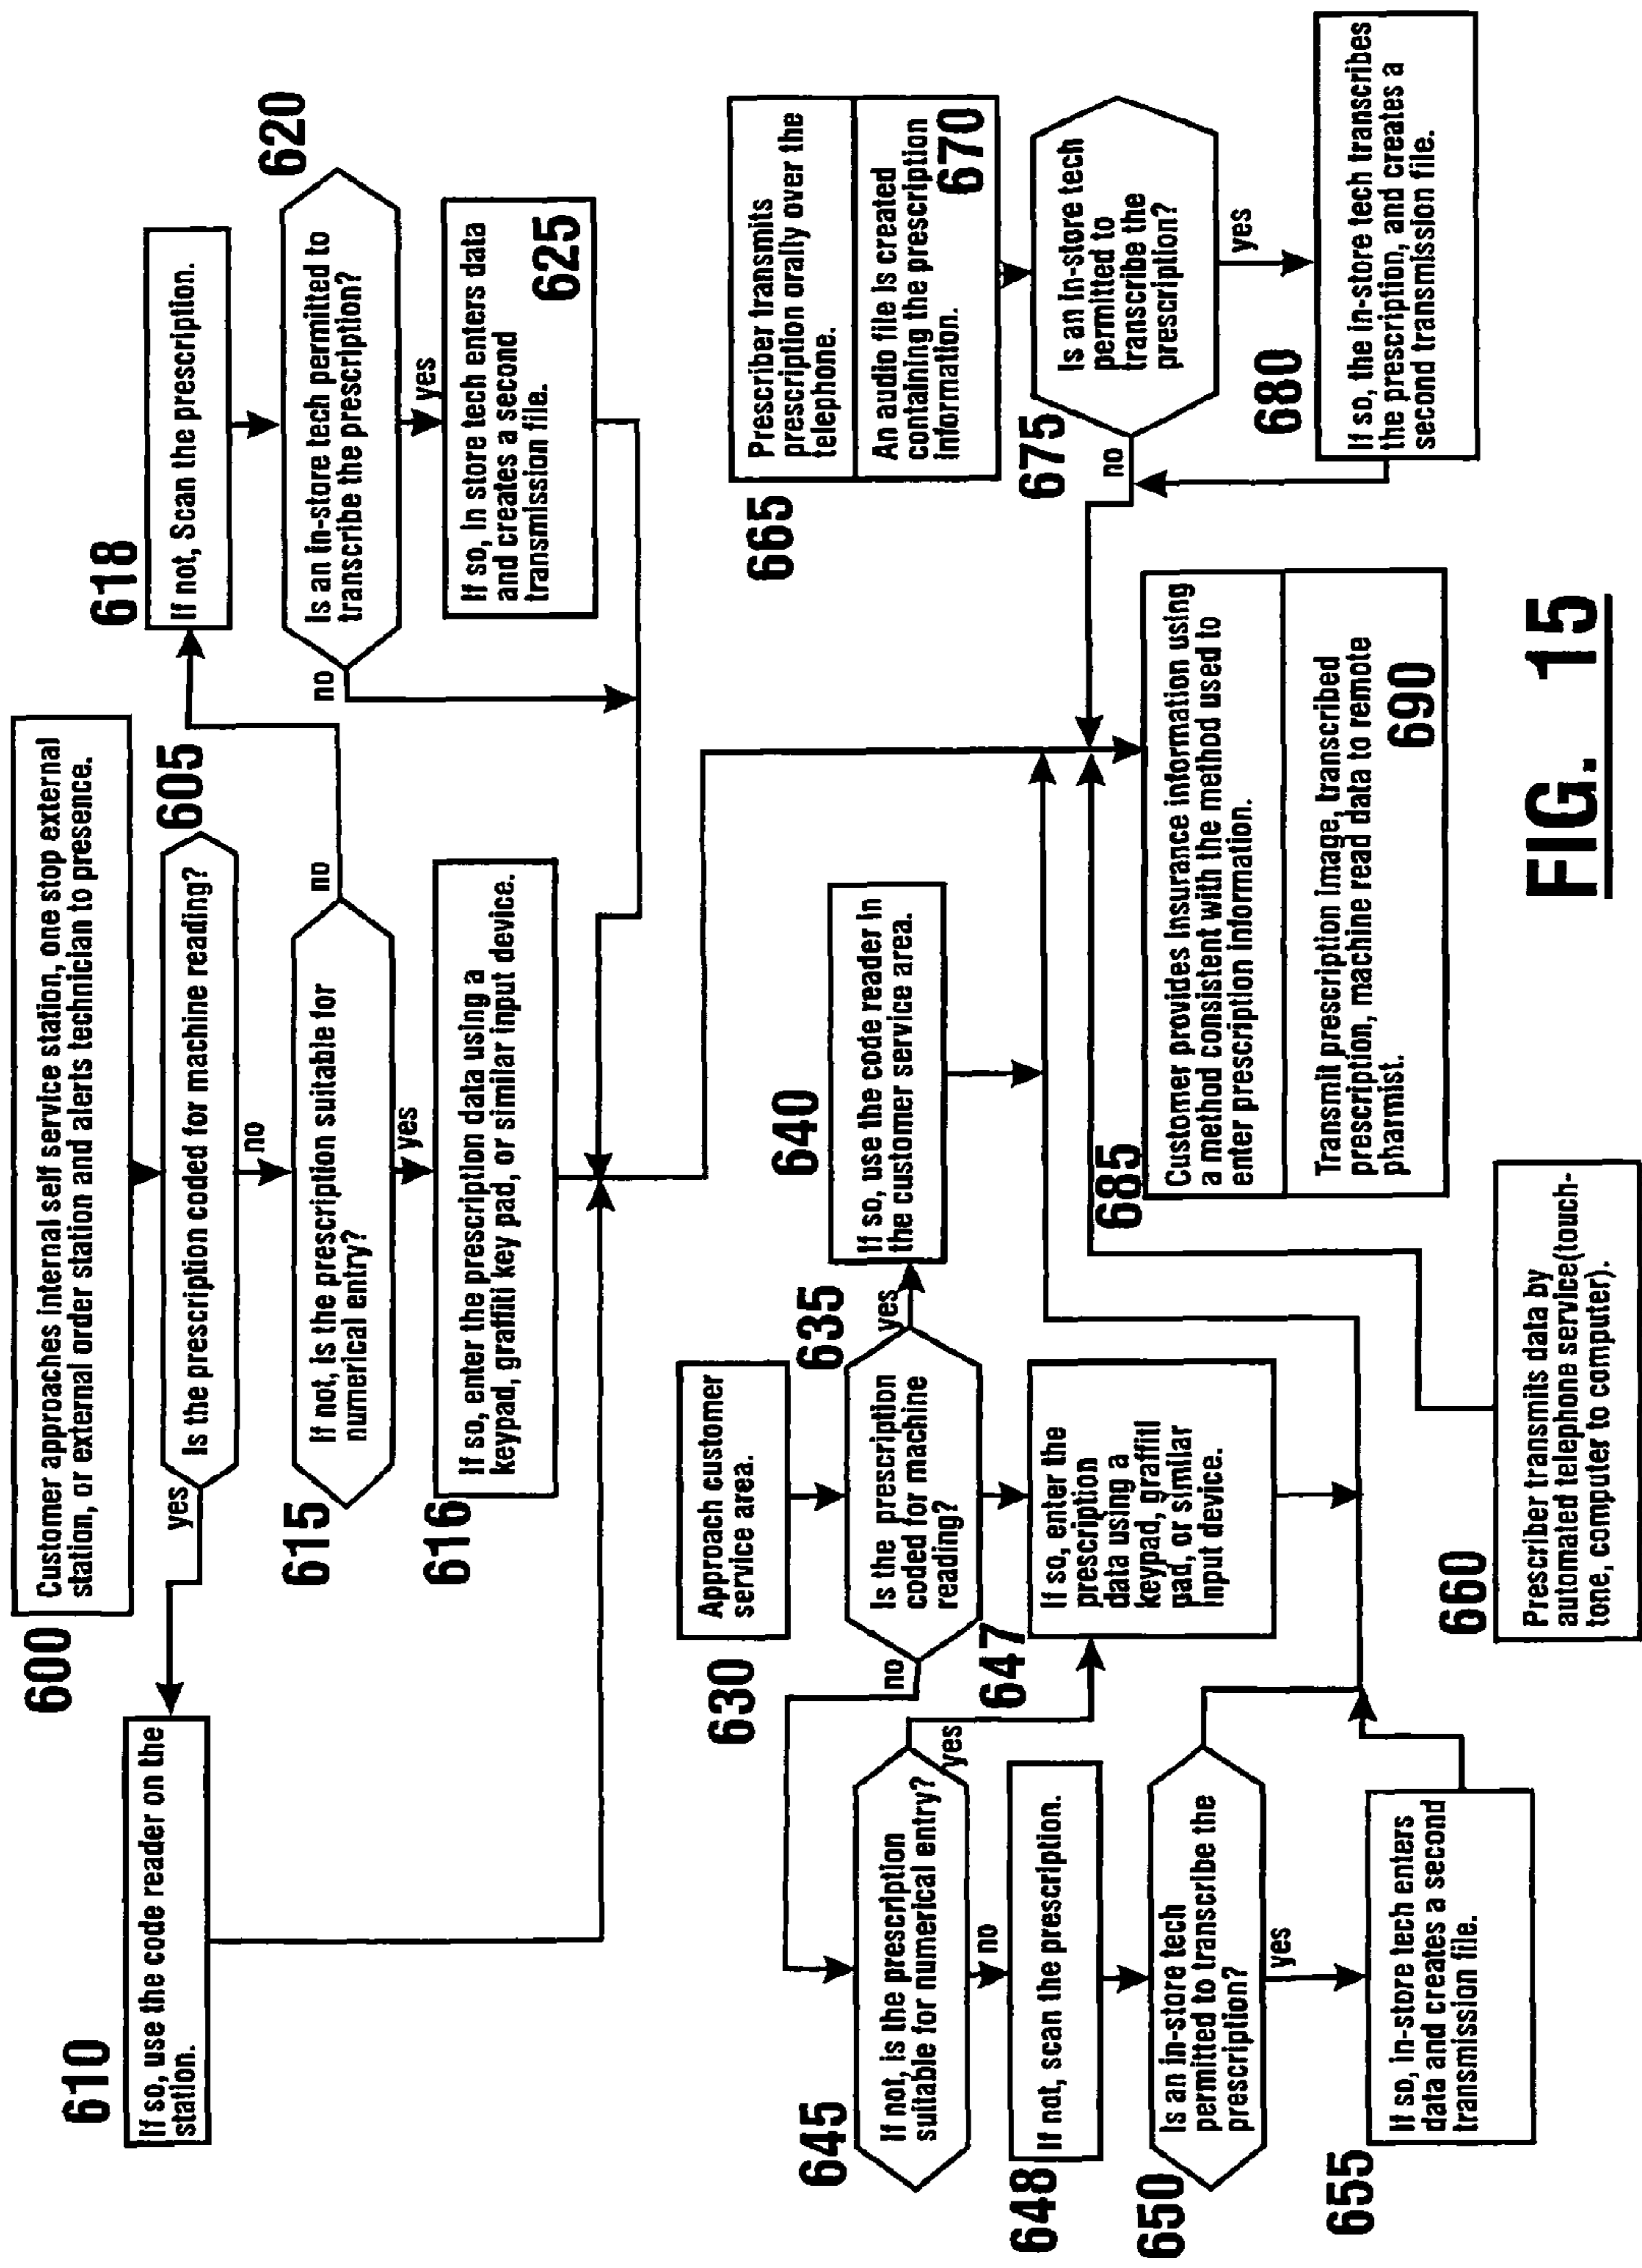 600
Customer approaches internal self service station, one stop external
station, or external order station and alerts technician to presence.
605
Is the prescription coded for machine reading?
yes
no
610
If so, use the code reader on the
station.
615
If not, is the prescription suitable for
numerical entry?
no
yes
616
If so, enter the prescription data using a
keypad, graffiti key pad, or similar input device.
618
If not, Scan the prescription.
620
Is an in-store tech permitted to
transcribe the prescription?
no
yes
If so, in store tech enters data
and creates a second
transmission file.
625
630
Approach customer
service area.
635
Is the prescription
coded for machine
reading?
yes
no
640
If so, use the code reader in
the customer service area.
645
If not, is the prescription
suitable for numerical entry?
yes
no
647
If so, enter the
prescription
data using a
keypad, graffiti
pad, or similar
input device.
648
If not, scan the prescription.
650
Is an in-store tech
permitted to transcribe the
prescription?
yes
655
If so, in-store tech enters
data and creates a second
transmission file.
660
Prescriber transmits data by
automated telephone service(touch-
tone, computer to computer).
665
Prescriber transmits
prescription orally over the
telephone.
An audio file is created
containing the prescription
information.
670
675
Is an in-store tech
permitted to
transcribe the
prescription?
no
yes
680
If so, the in-store tech transcribes
the prescription, and creates a
second transmission file.
685
Customer provides insurance information using
a method consistent with the method used to
enter prescription information.
Transmit prescription image, transcribed
prescription, machine read data to remote
pharmist.
690
FIG. 15